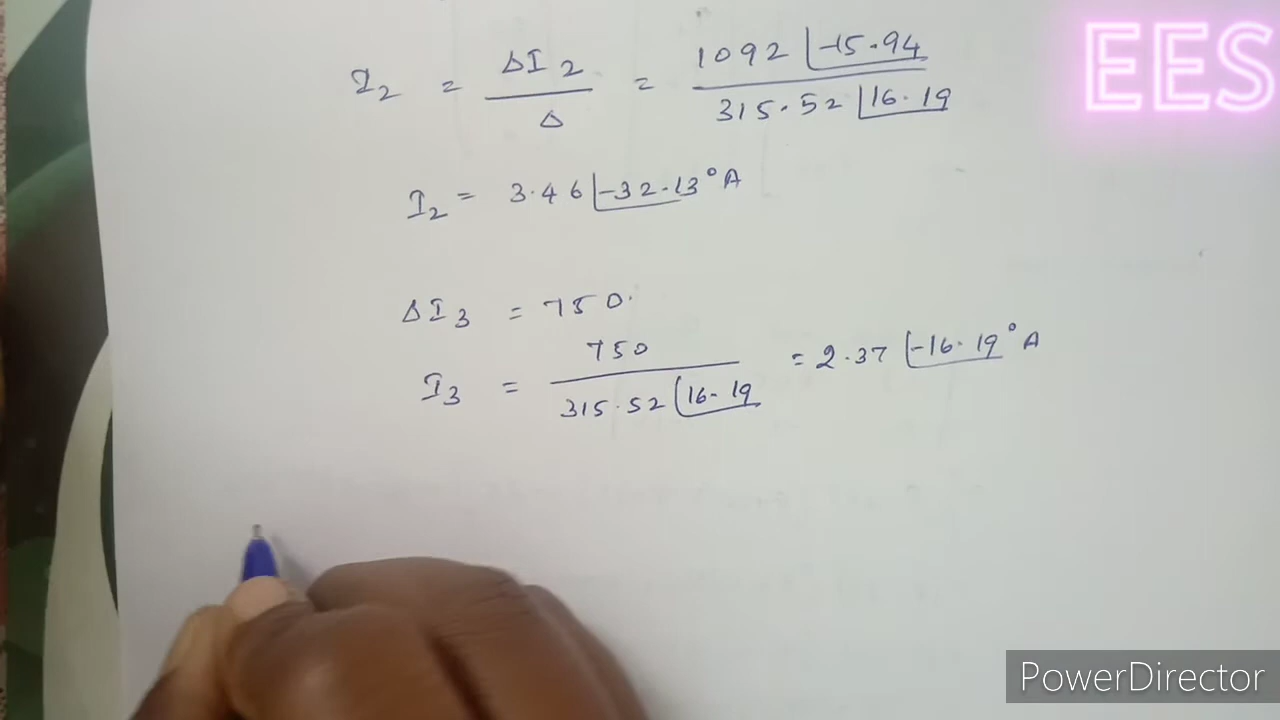 EES
I2 = ΔI2 / Δ = 1092 ∠-15.94 / 315.52 ∠16.19
I2 = 3.46 ∠-32.13° A
ΔI3 = 750.
I3 = 750 / 315.52 ∠16.19 = 2.37 ∠-16.19° A
PowerDirector